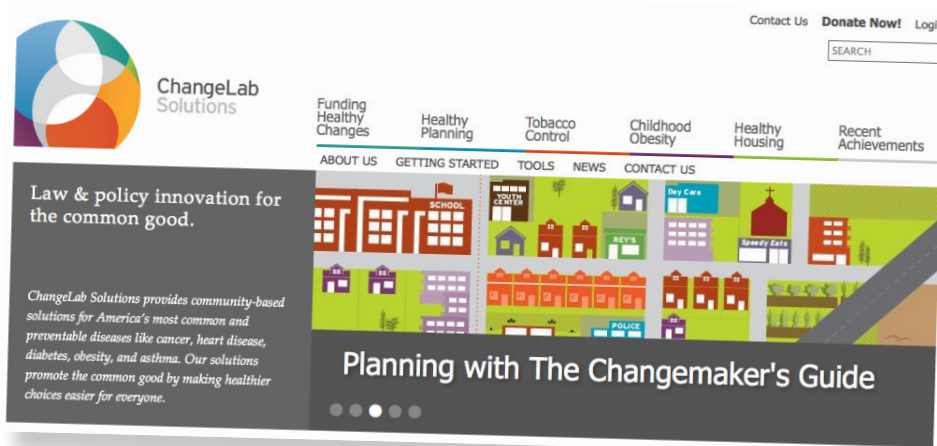 Contact Us Donate Now! Logi
SEARCH
ChangeLab
Solutions
Funding
Healthy
Changes
Healthy
Planning
Tobacco
Control
Childhood
Obesity
Healthy
Housing
Recent
Achievements
ABOUT US GETTING STARTED TOOLS NEWS CONTACT US
Law & policy innovation for
the common good.
ChangeLab Solutions provides community-based
solutions for America's most common and
preventable diseases like cancer, heart disease,
diabetes, obesity, and asthma. Our solutions
promote the common good by making healthier
choices easier for everyone.
SCHOOL
YOUTH
CENTER
REY'S
Day Care
Speedy Eats
POLICE
Planning with The Changemaker's Guide